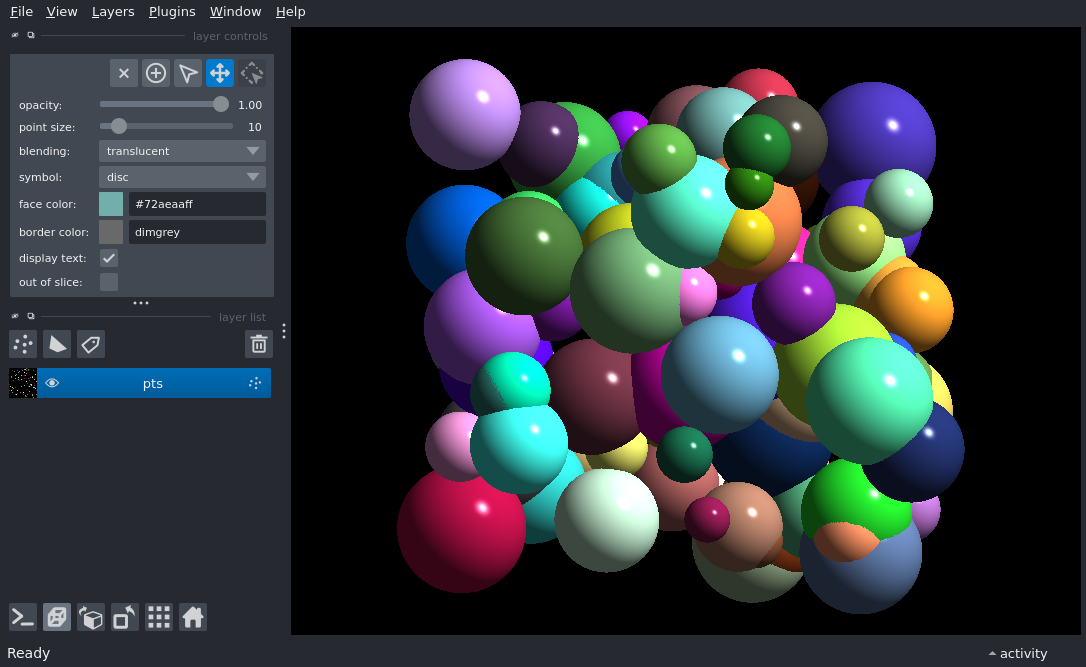 File View Layers Plugins Window Help
layer controls
opacity: 1.00
point size: 10
blending: translucent
symbol: disc
face color: #72aeaaff
border color: dimgrey
display text:
out of slice:
layer list
pts
Ready activity